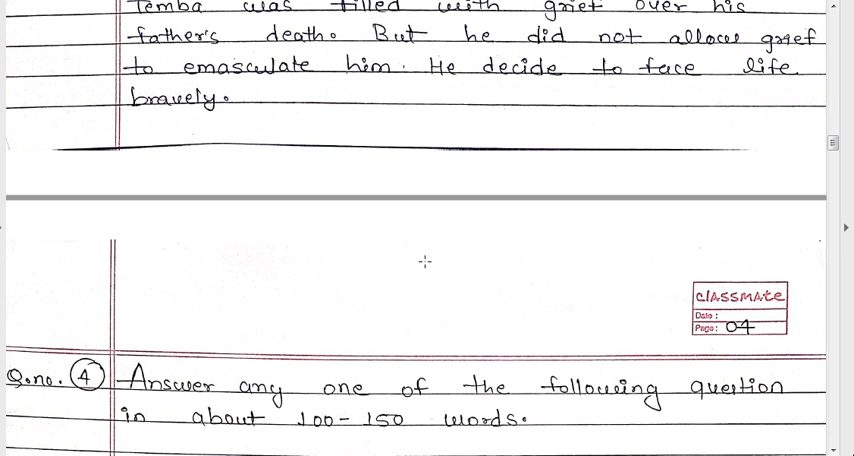 Temba was filled with grief over his
father's death. But he did not allow grief
to emasculate him. He decide to face life
bravely.
classmate
Date :
Page: 04
Q.no. 4 Answer any one of the following question
in about 100-150 words.